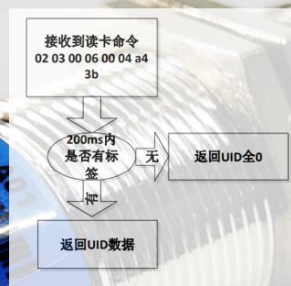 接收到读卡命令
02 03 00 06 00 04 a4
3b
200ms内
是否有标
签
无
返回UID全0
有
返回UID数据